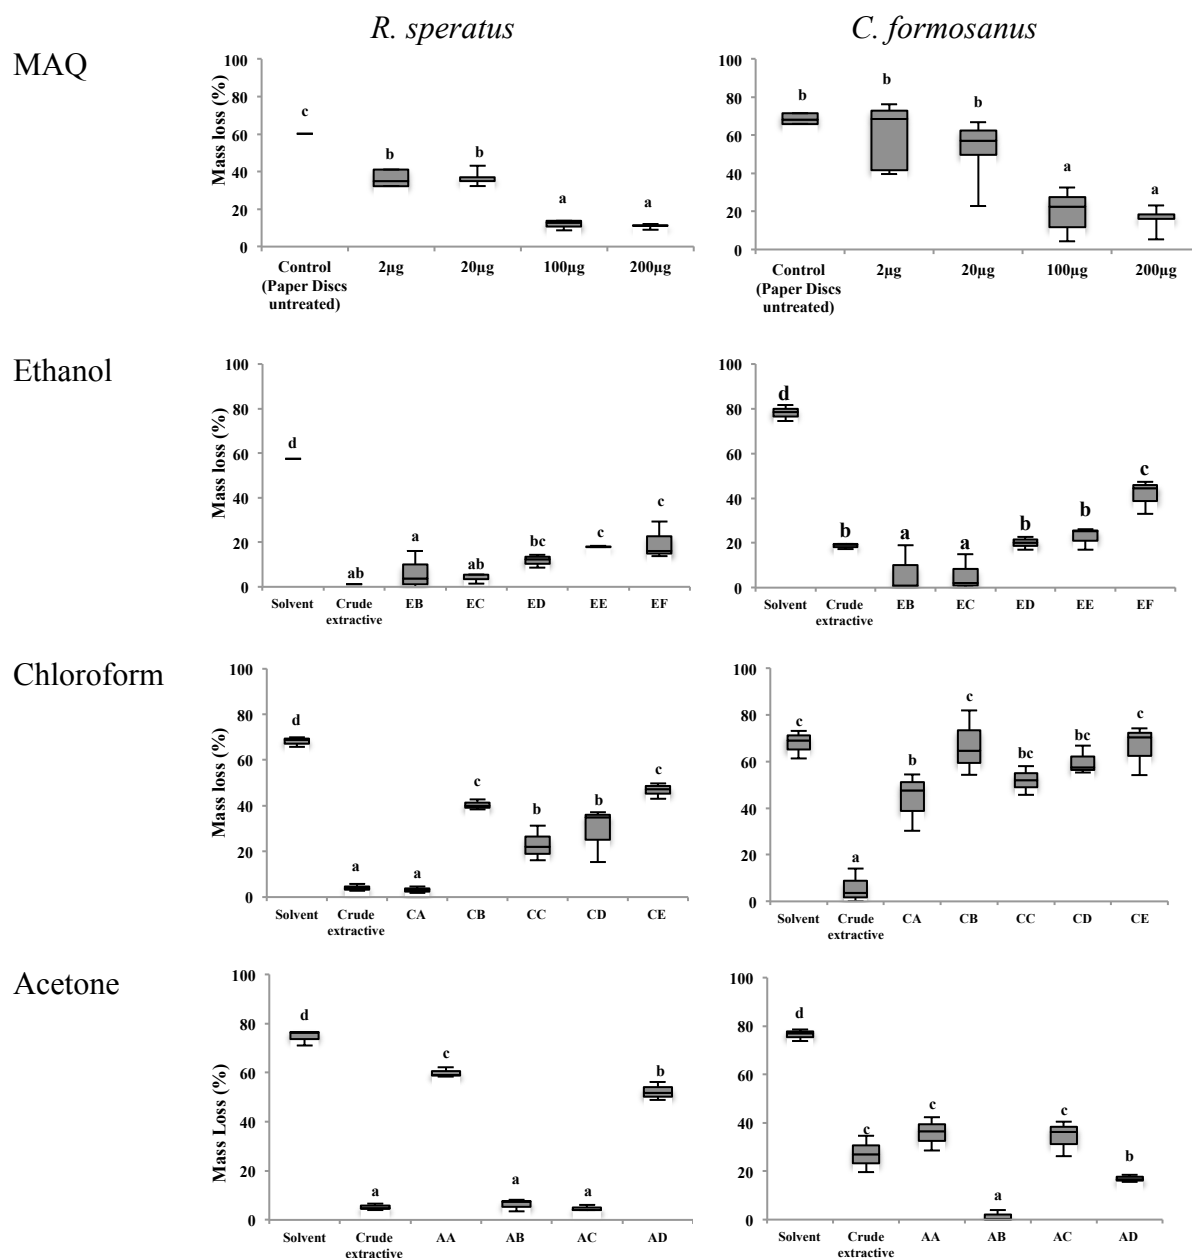 R. speratus
C. formosanus
MAQ
Mass loss (%)
100
80
60
40
20
0
c
b
b
a
a
Control
(Paper Discs
untreated)
2µg
20µg
100µg
200µg
100
80
60
40
20
0
b
b
b
a
a
Control
(Paper Discs
untreated)
2µg
20µg
100µg
200µg
Ethanol
Mass loss (%)
100
80
60
40
20
0
d
ab
a
ab
bc
c
c
Solvent
Crude
extractive
EB
EC
ED
EE
EF
100
80
60
40
20
0
d
b
a
a
b
b
c
Solvent
Crude
extractive
EB
EC
ED
EE
EF
Chloroform
Mass loss (%)
100
80
60
40
20
0
d
a
a
c
b
b
c
Solvent
Crude
extractive
CA
CB
CC
CD
CE
100
80
60
40
20
0
c
a
b
c
bc
bc
c
Solvent
Crude
extractive
CA
CB
CC
CD
CE
Acetone
Mass Loss (%)
100
80
60
40
20
0
d
a
c
a
a
b
Solvent
Crude
extractive
AA
AB
AC
AD
100
80
60
40
20
0
d
c
c
a
c
b
Solvent
Crude
extractive
AA
AB
AC
AD